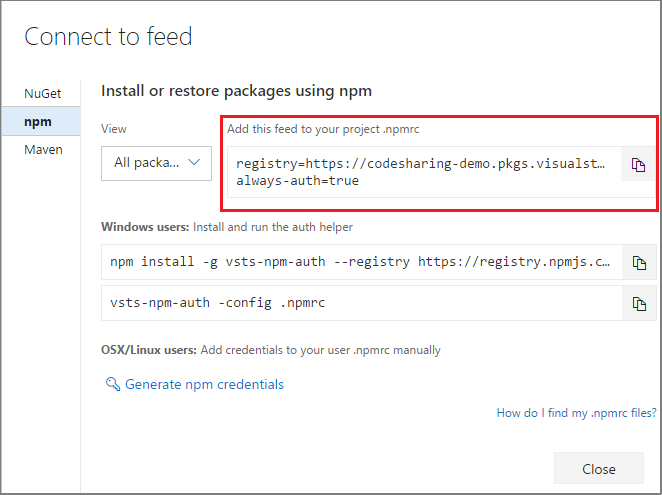 Connect to feed
NuGet
npm
Maven
Install or restore packages using npm
View
All packa...
Add this feed to your project .npmrc
registry=https://codesharing-demo.pkgs.visualst...
always-auth=true
Windows users: Install and run the auth helper
npm install -g vsts-npm-auth --registry https://registry.npmjs.c...
vsts-npm-auth -config .npmrc
OSX/Linux users: Add credentials to your user .npmrc manually
Generate npm credentials
How do I find my .npmrc files?
Close